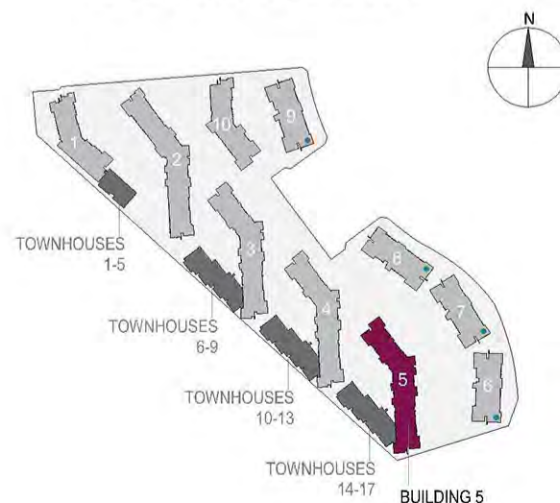 N
9
10
1
2
TOWNHOUSES
1-5
3
8
TOWNHOUSES
6-9
4
7
TOWNHOUSES
10-13
5
6
TOWNHOUSES
14-17
BUILDING 5